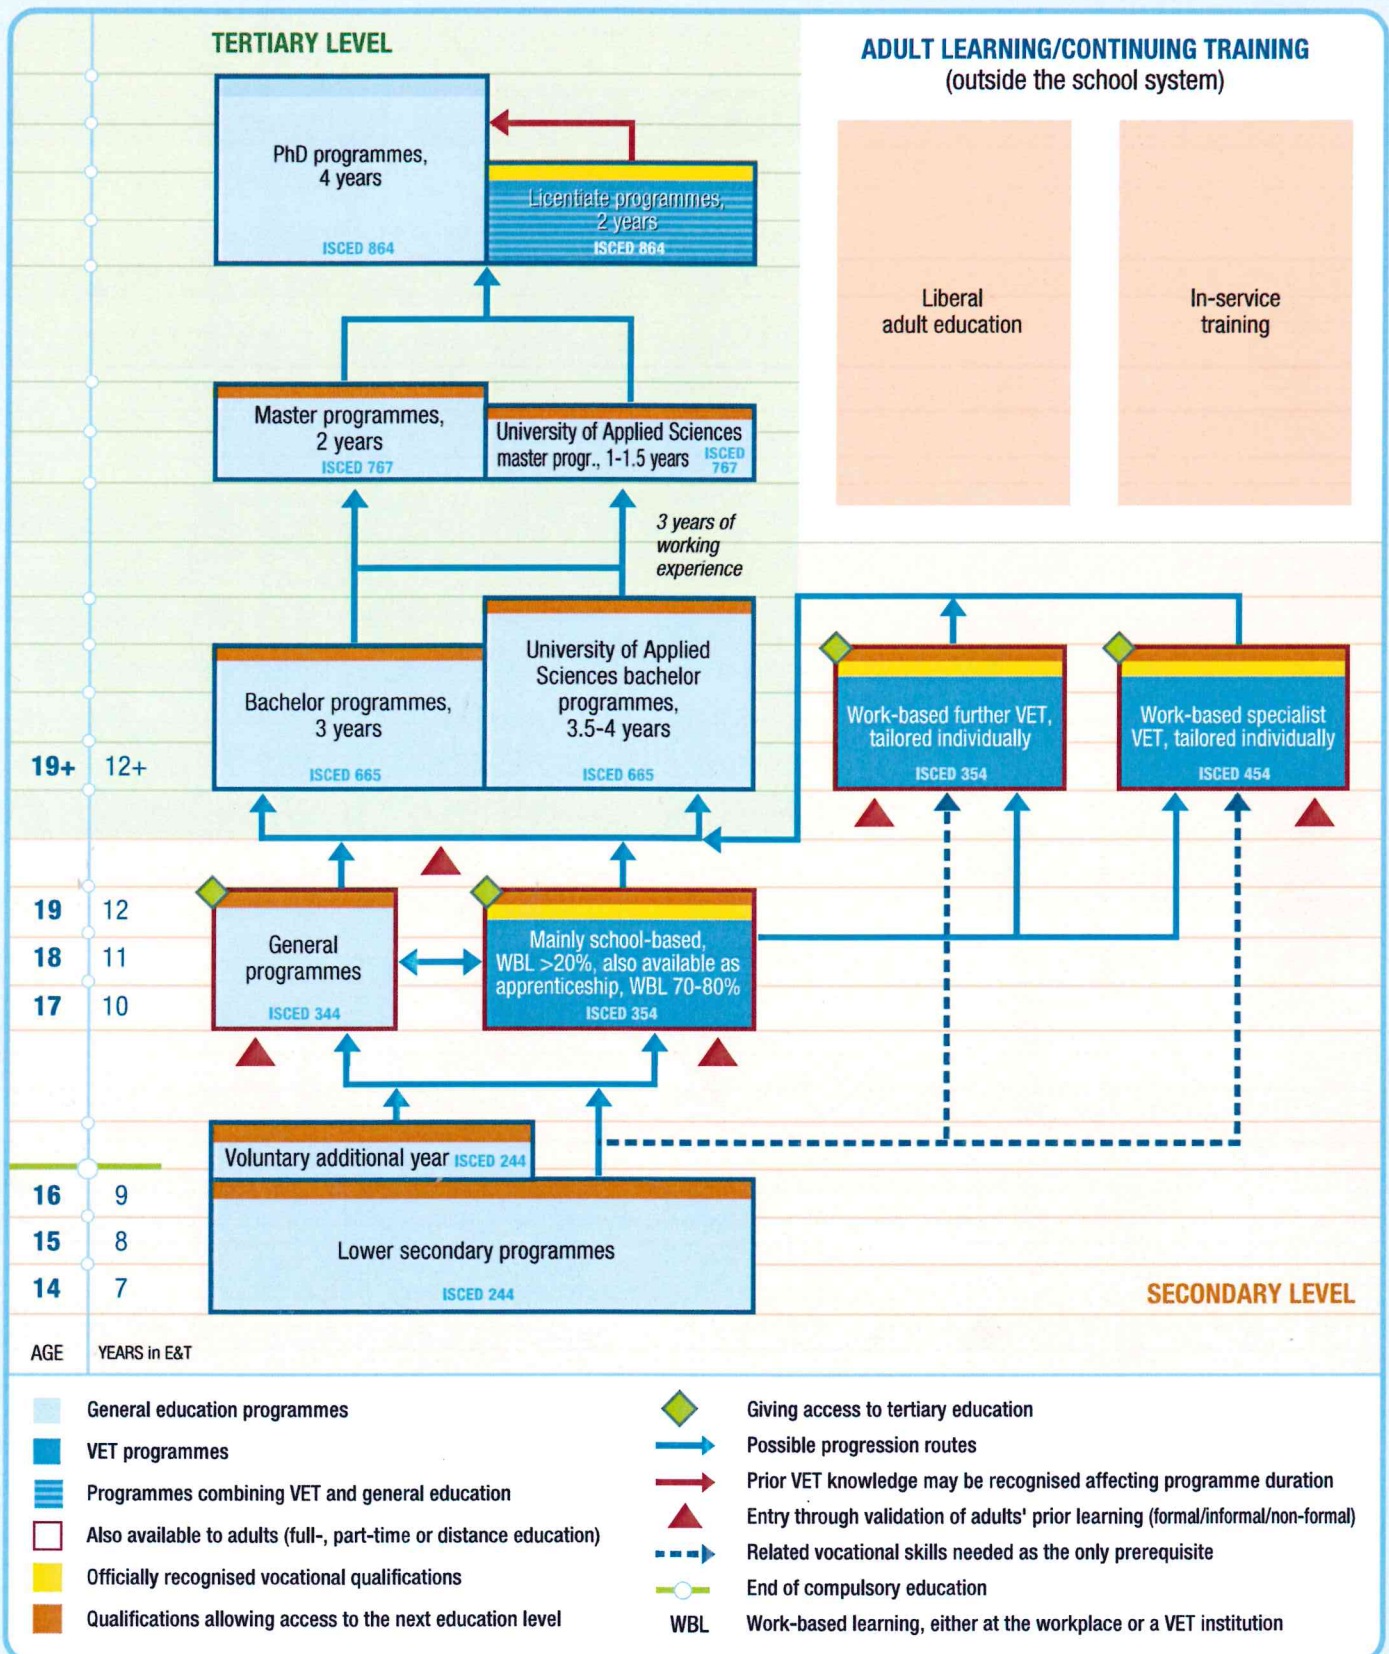 TERTIARY LEVEL
ADULT LEARNING/CONTINUING TRAINING
(outside the school system)
PhD programmes,
4 years
ISCED 864
Licentiate programmes,
2 years
ISCED 864
Liberal
adult education
In-service
training
Master programmes,
2 years
ISCED 767
University of Applied Sciences
master progr., 1-1.5 years
ISCED
767
3 years of
working
experience
Bachelor programmes,
3 years
ISCED 665
University of Applied
Sciences bachelor
programmes,
3.5-4 years
ISCED 665
Work-based further VET,
tailored individually
ISCED 354
Work-based specialist
VET, tailored individually
ISCED 454
19+ 12+
General
programmes
ISCED 344
Mainly school-based,
WBL >20%, also available as
apprenticeship, WBL 70-80%
ISCED 354
19 12
18 11
17 10
Voluntary additional year ISCED 244
Lower secondary programmes
ISCED 244
16 9
15 8
14 7
SECONDARY LEVEL
AGE YEARS in E&T
General education programmes
VET programmes
Programmes combining VET and general education
Also available to adults (full-, part-time or distance education)
Officially recognised vocational qualifications
Qualifications allowing access to the next education level
Giving access to tertiary education
Possible progression routes
Prior VET knowledge may be recognised affecting programme duration
Entry through validation of adults' prior learning (formal/informal/non-formal)
Related vocational skills needed as the only prerequisite
End of compulsory education
WBL Work-based learning, either at the workplace or a VET institution